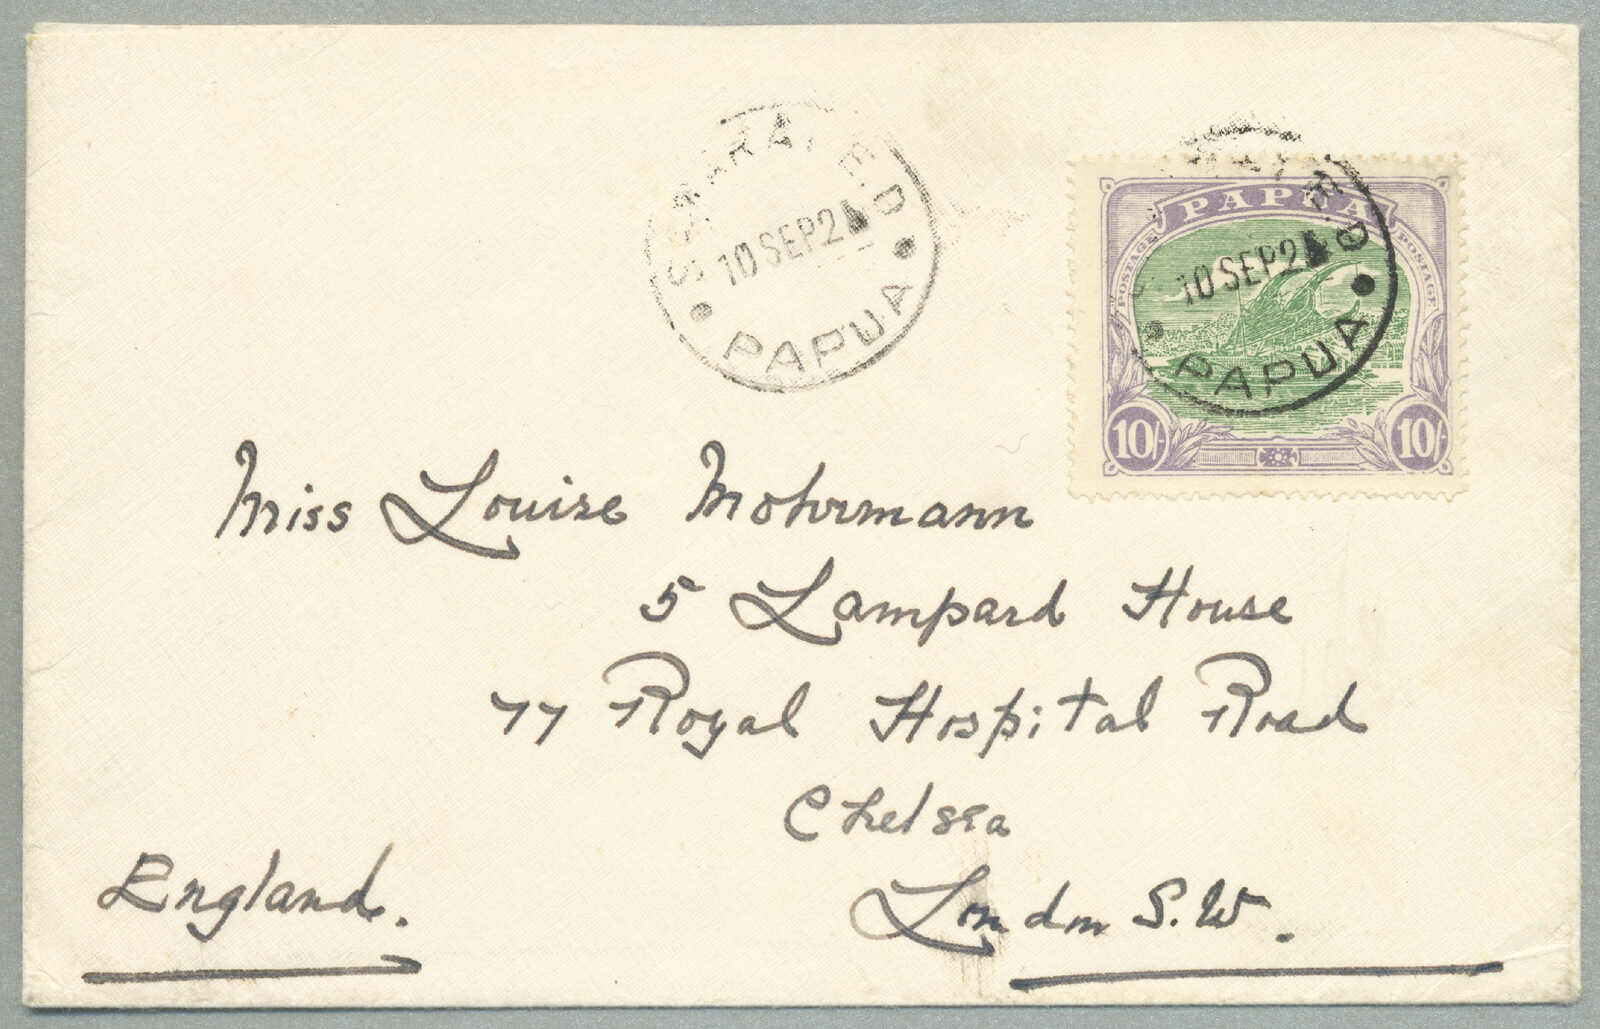 SAMARAI E.D
10 SEP 2
PAPUA
PAPUA
POSTAGE POSTAGE
10/- 10/-
E.D
10 SEP 2
PAPUA
Miss Louise Mohrmann
5 Lampard House
77 Royal Hospital Road
Chelsea
England. London S.W.